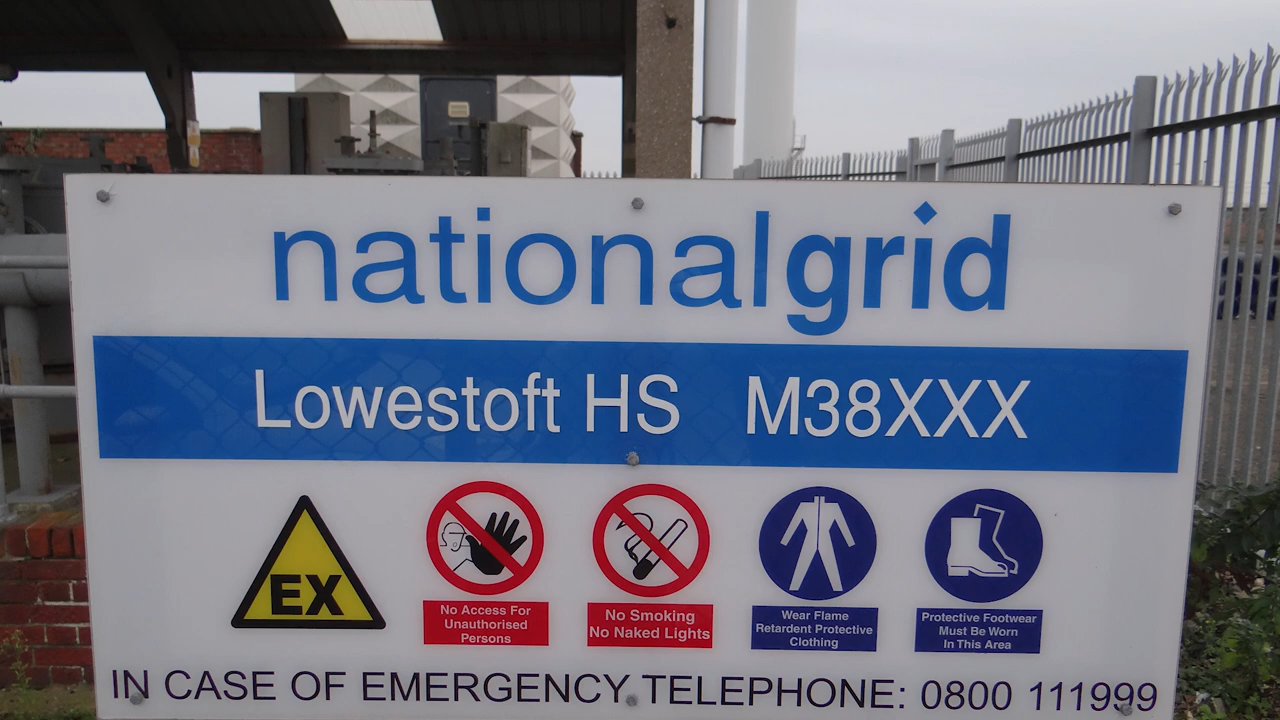 nationalgrid
Lowestoft HS M38XXX
EX
No Access For
Unauthorised
Persons
No Smoking
No Naked Lights
Wear Flame
Retardent Protective
Clothing
Protective Footwear
Must Be Worn
In This Area
IN CASE OF EMERGENCY TELEPHONE: 0800 111999